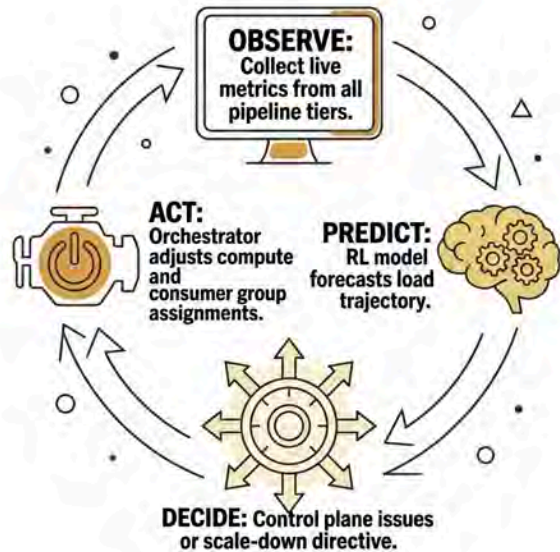 OBSERVE:
Collect live
metrics from all
pipeline tiers.
PREDICT:
RL model
forecasts load
trajectory.
DECIDE: Control plane issues
or scale-down directive.
ACT:
Orchestrator
adjusts compute
and
consumer group
assignments.